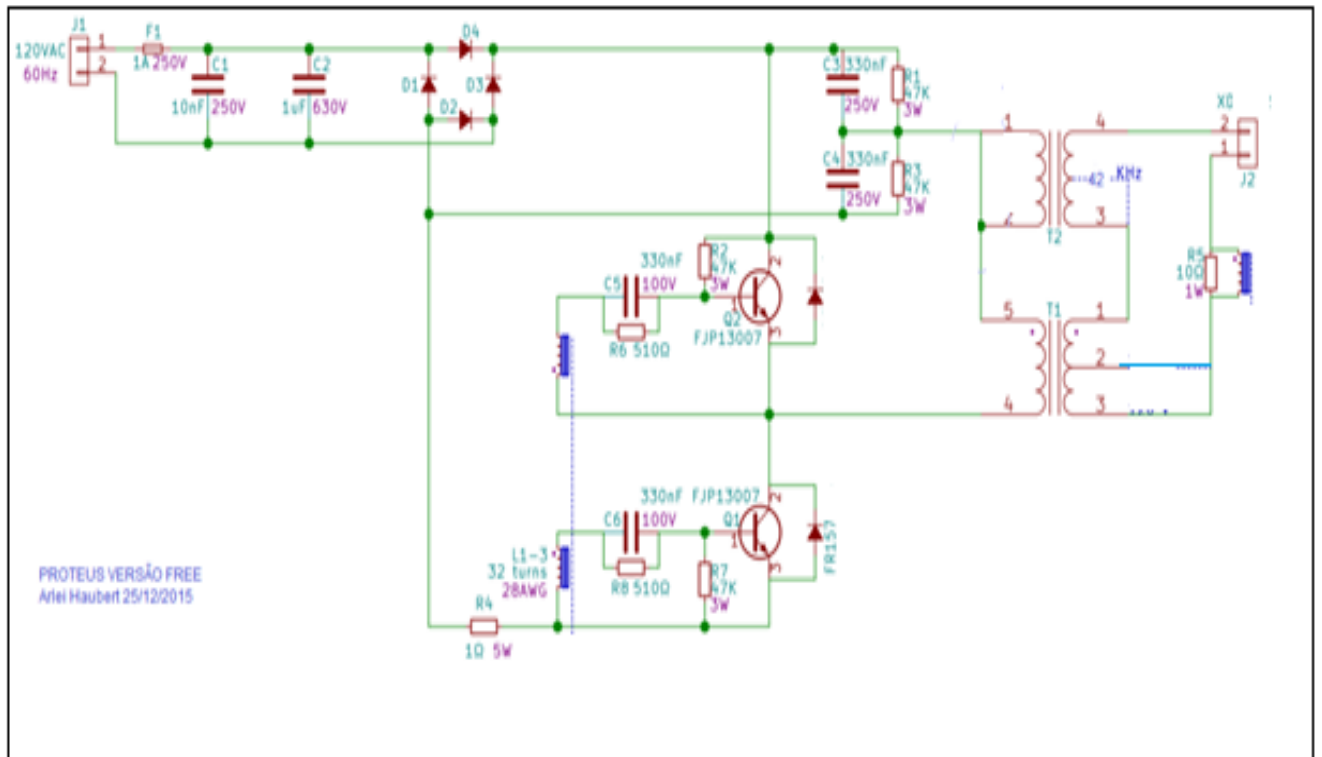 J1
120VAC
60Hz
1
2
F1
1A 250V
C1
10nF 250V
C2
1uF 630V
D4
D1
D3
D2
C3 330nF
250V
R1
47K
3W
C4 330nF
250V
R3
47K
3W
1
4
T2
3
42 KHz
X0
2
1
J2
R5
10Ω
1W
T1
5
1
2
4
3
330nF
C5 100V
R6 510Ω
R2
47K
3W
2
1
Q2
3
FJP13007
330nF FJP13007
C6 100V
R8 510Ω
Q1
2
1
3
R7
47K
3W
FR157
L1-3
32 turns
28AWG
R4
1Ω 5W
PROTEUS VERSÃO FREE
Arlei Haubert 25/12/2015